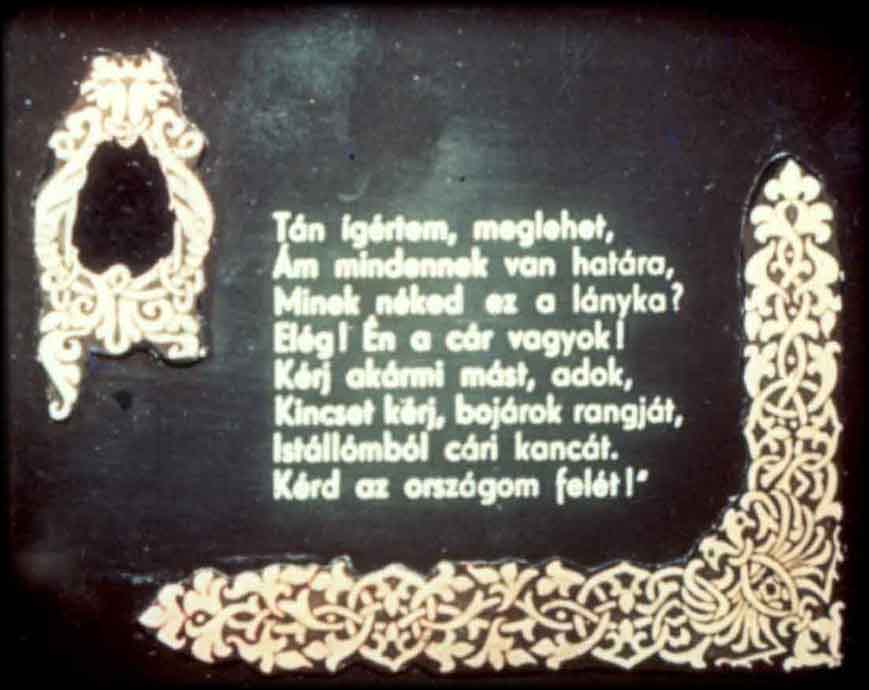 Tán ígértem, meglehet,
Ám mindennek van határa,
Minek néked ez a lányka?
Elég! Én a cár vagyok!
Kérj akármi mást, adok,
Kincset kérj, bojárok rangját,
Istállómból cári kancát.
Kérd az országom felét!"